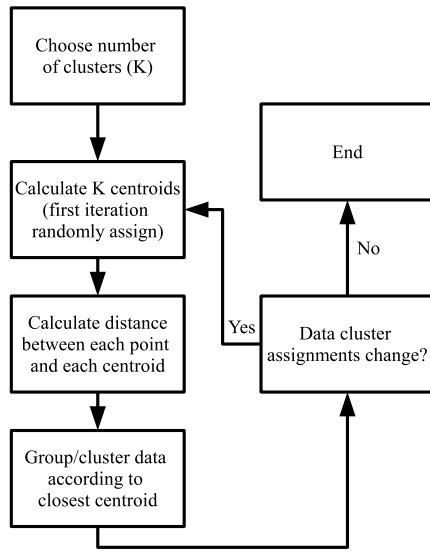 Choose number
of clusters (K)
Calculate K centroids
(first iteration
randomly assign)
Calculate distance
between each point
and each centroid
Group/cluster data
according to
closest centroid
Data cluster
assignments change?
Yes
No
End